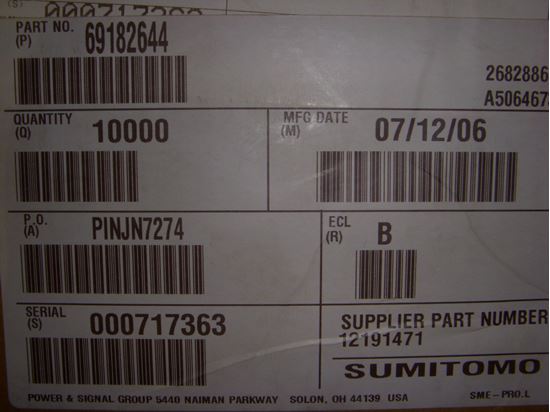 (S) 000717363
PART NO. 69182644
(P)
2682886
A506467
QUANTITY 10000
(Q)
MFG DATE 07/12/06
(M)
P.O. PINJN7274
(A)
ECL B
(R)
SERIAL 000717363
(S)
SUPPLIER PART NUMBER
12191471
SUMITOMO
POWER & SIGNAL GROUP 5440 NAIMAN PARKWAY SOLON, OH 44139 USA SME-PRO.L